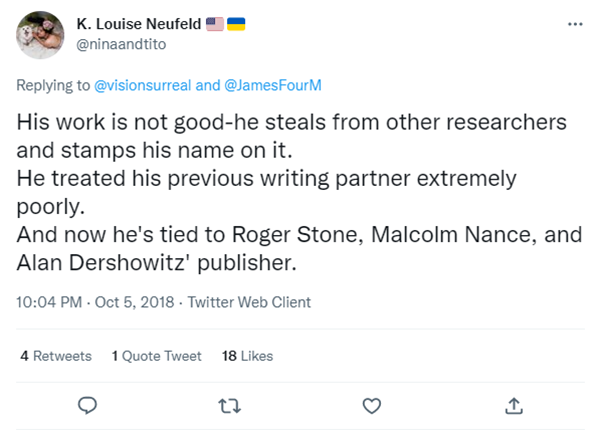 K. Louise Neufeld 🇺🇸 🇺🇦
@ninaandtito
Replying to @visionsurreal and @JamesFourM
His work is not good-he steals from other researchers
and stamps his name on it.
He treated his previous writing partner extremely
poorly.
And now he's tied to Roger Stone, Malcolm Nance, and
Alan Dershowitz' publisher.
10:04 PM · Oct 5, 2018 · Twitter Web Client
4 Retweets 1 Quote Tweet 18 Likes